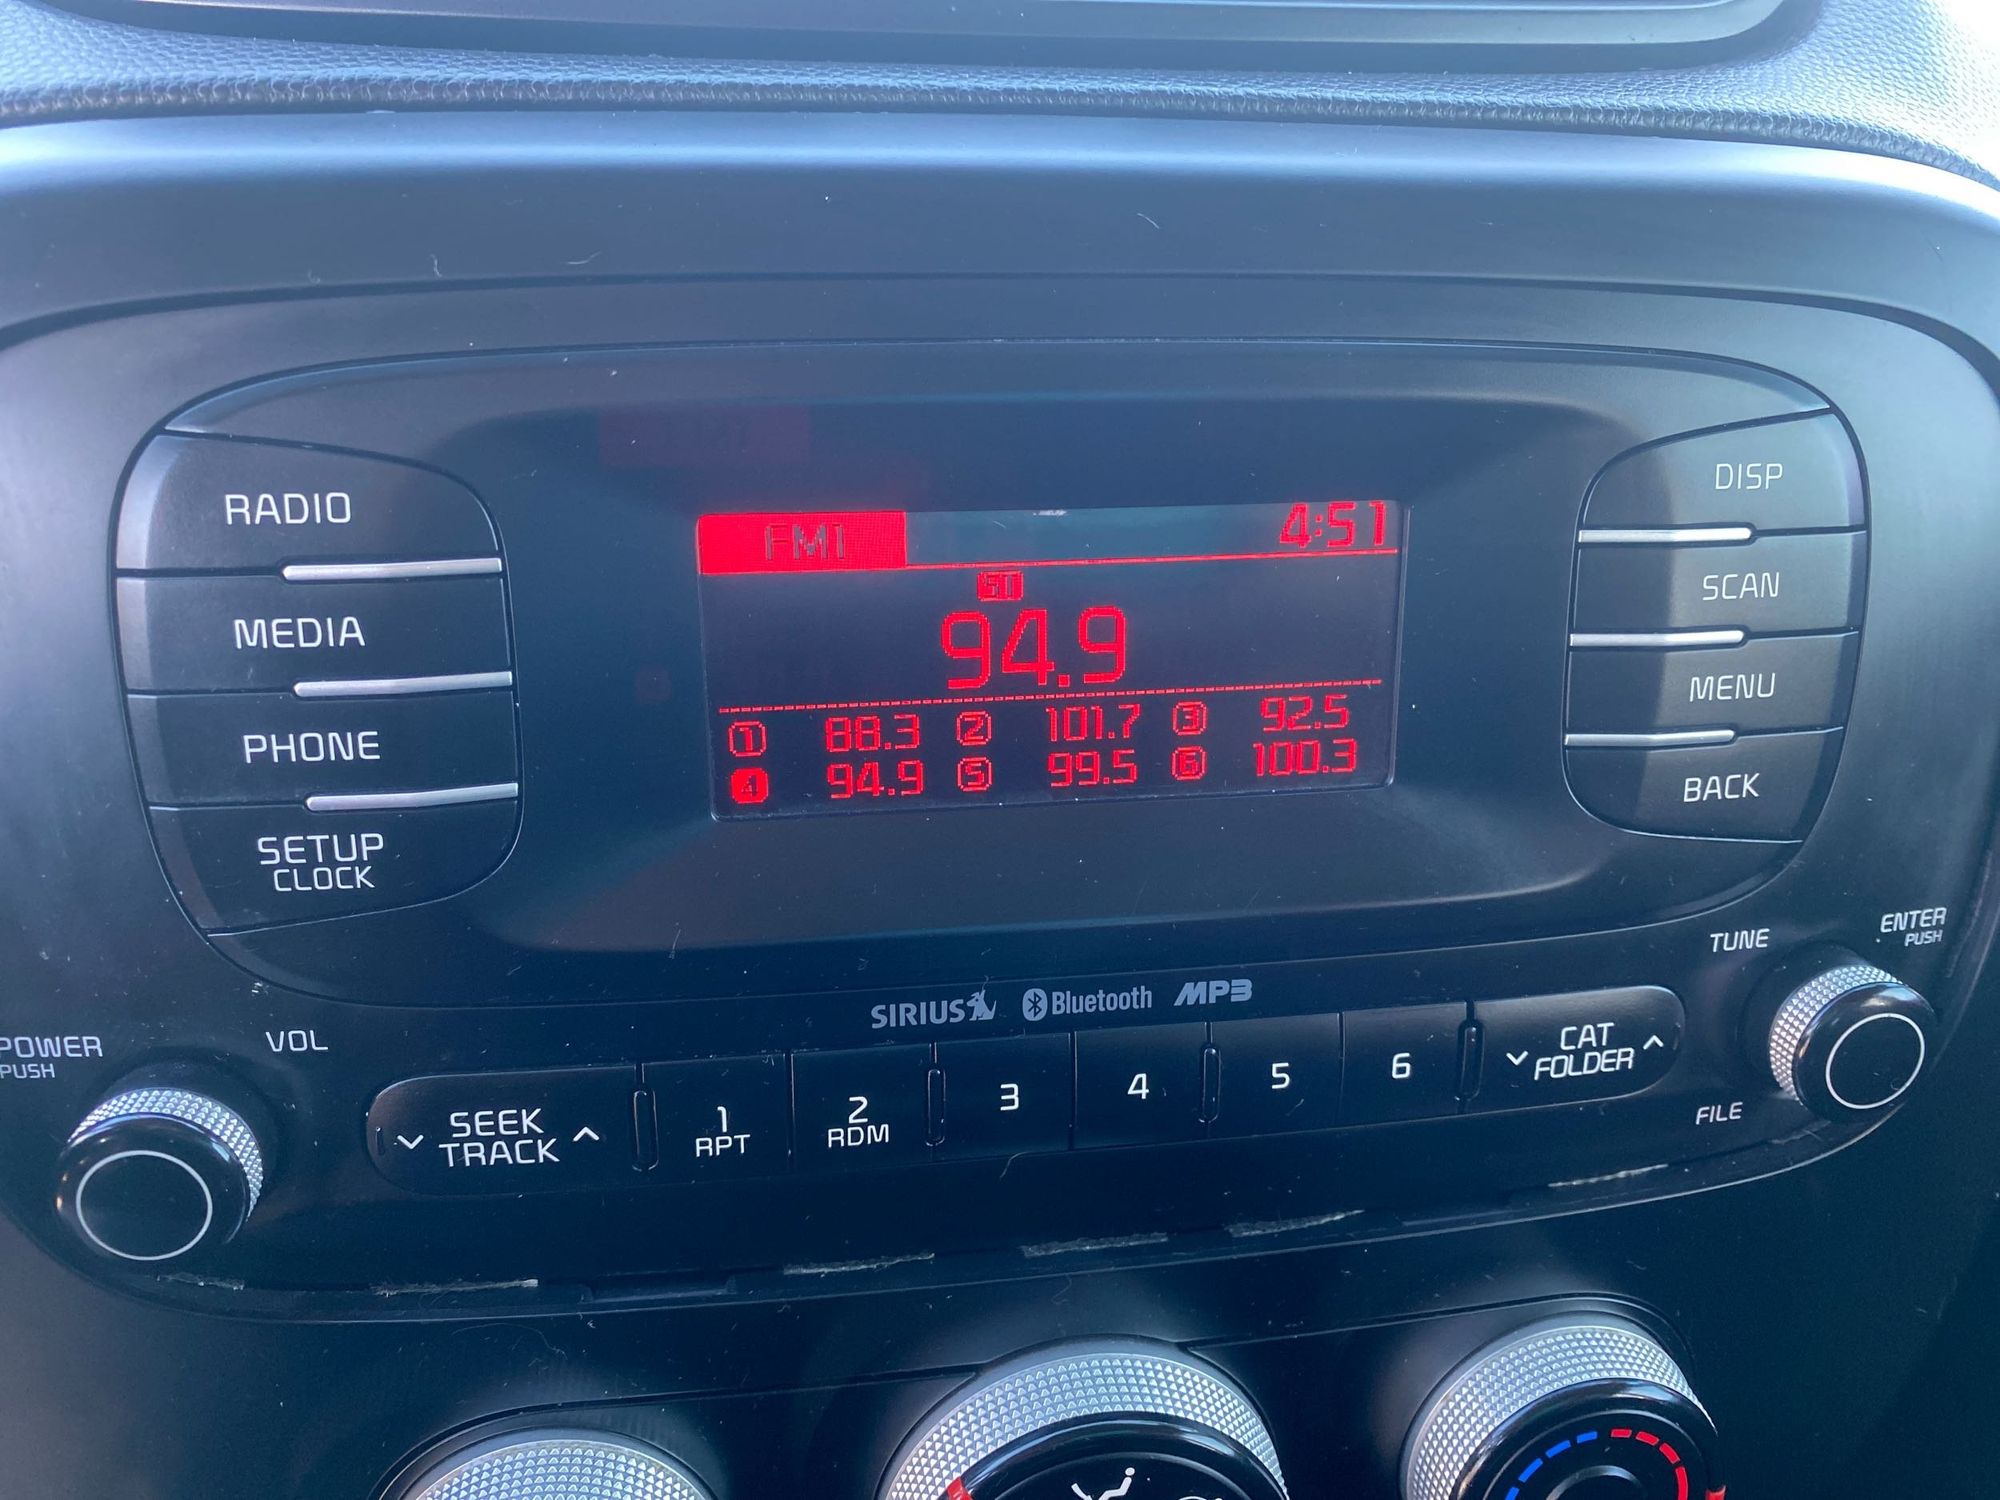 RADIO
MEDIA
PHONE
SETUP
CLOCK
FM1 4:51
ST
94.9
1 88.3 2 101.7 3 92.5
4 94.9 5 99.5 6 100.3
DISP
SCAN
MENU
BACK
POWER
PUSH
VOL
SIRIUS Bluetooth MP3
TUNE
ENTER
PUSH
SEEK
TRACK
1
RPT
2
RDM
3
4
5
6
CAT
FOLDER
FILE